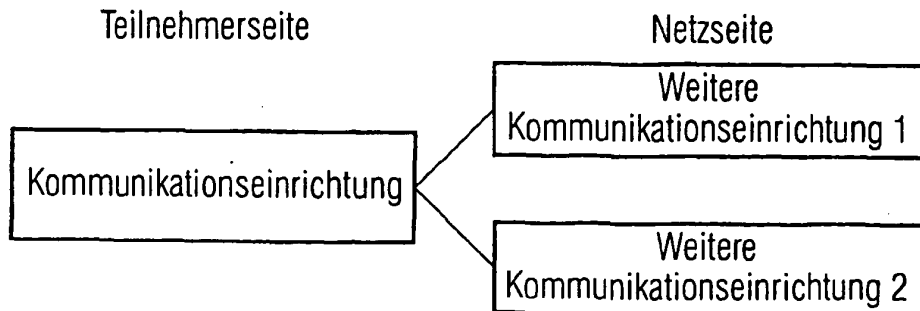 Teilnehmerseite
Netzseite
Kommunikationseinrichtung
Weitere
Kommunikationseinrichtung 1
Weitere
Kommunikationseinrichtung 2